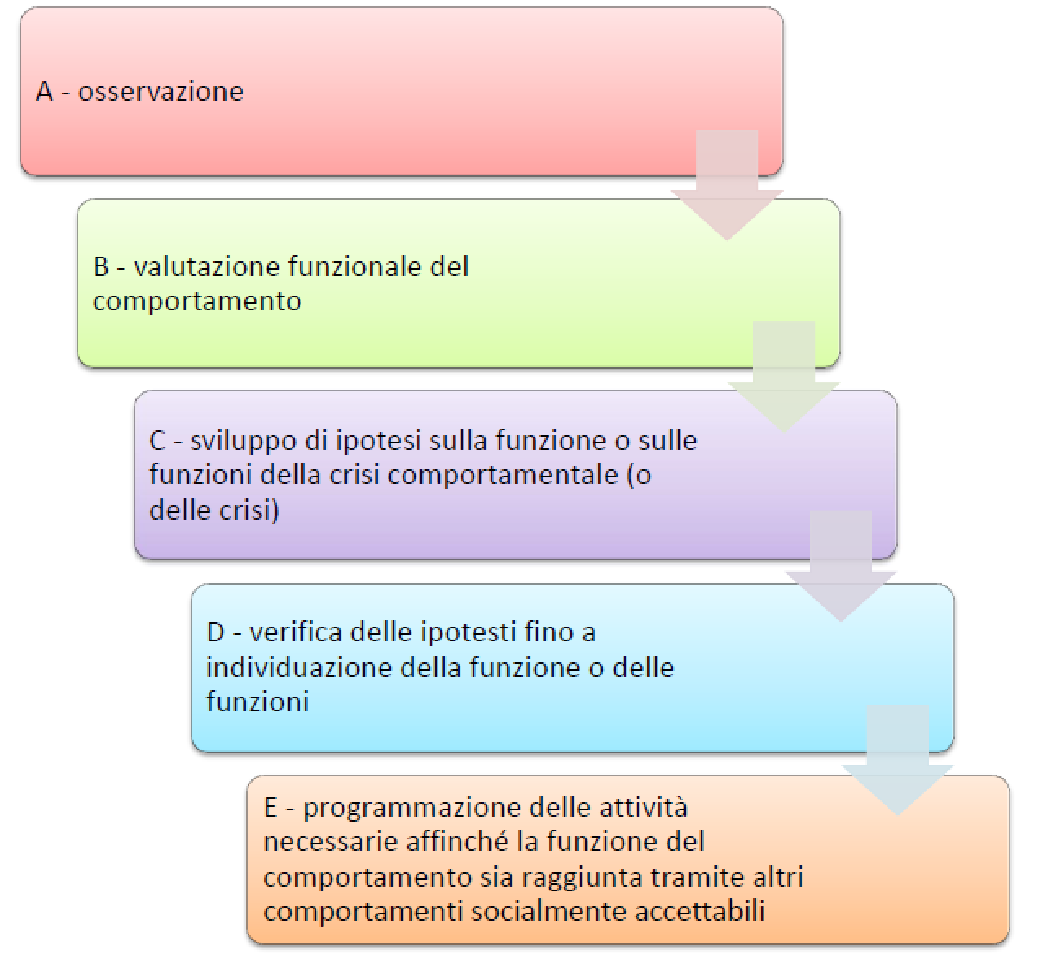 A - osservazione
B - valutazione funzionale del
comportamento
C - sviluppo di ipotesi sulla funzione o sulle
funzioni della crisi comportamentale (o
delle crisi)
D - verifica delle ipotesti fino a
individuazione della funzione o delle
funzioni
E - programmazione delle attività
necessarie affinché la funzione del
comportamento sia raggiunta tramite altri
comportamenti socialmente accettabili